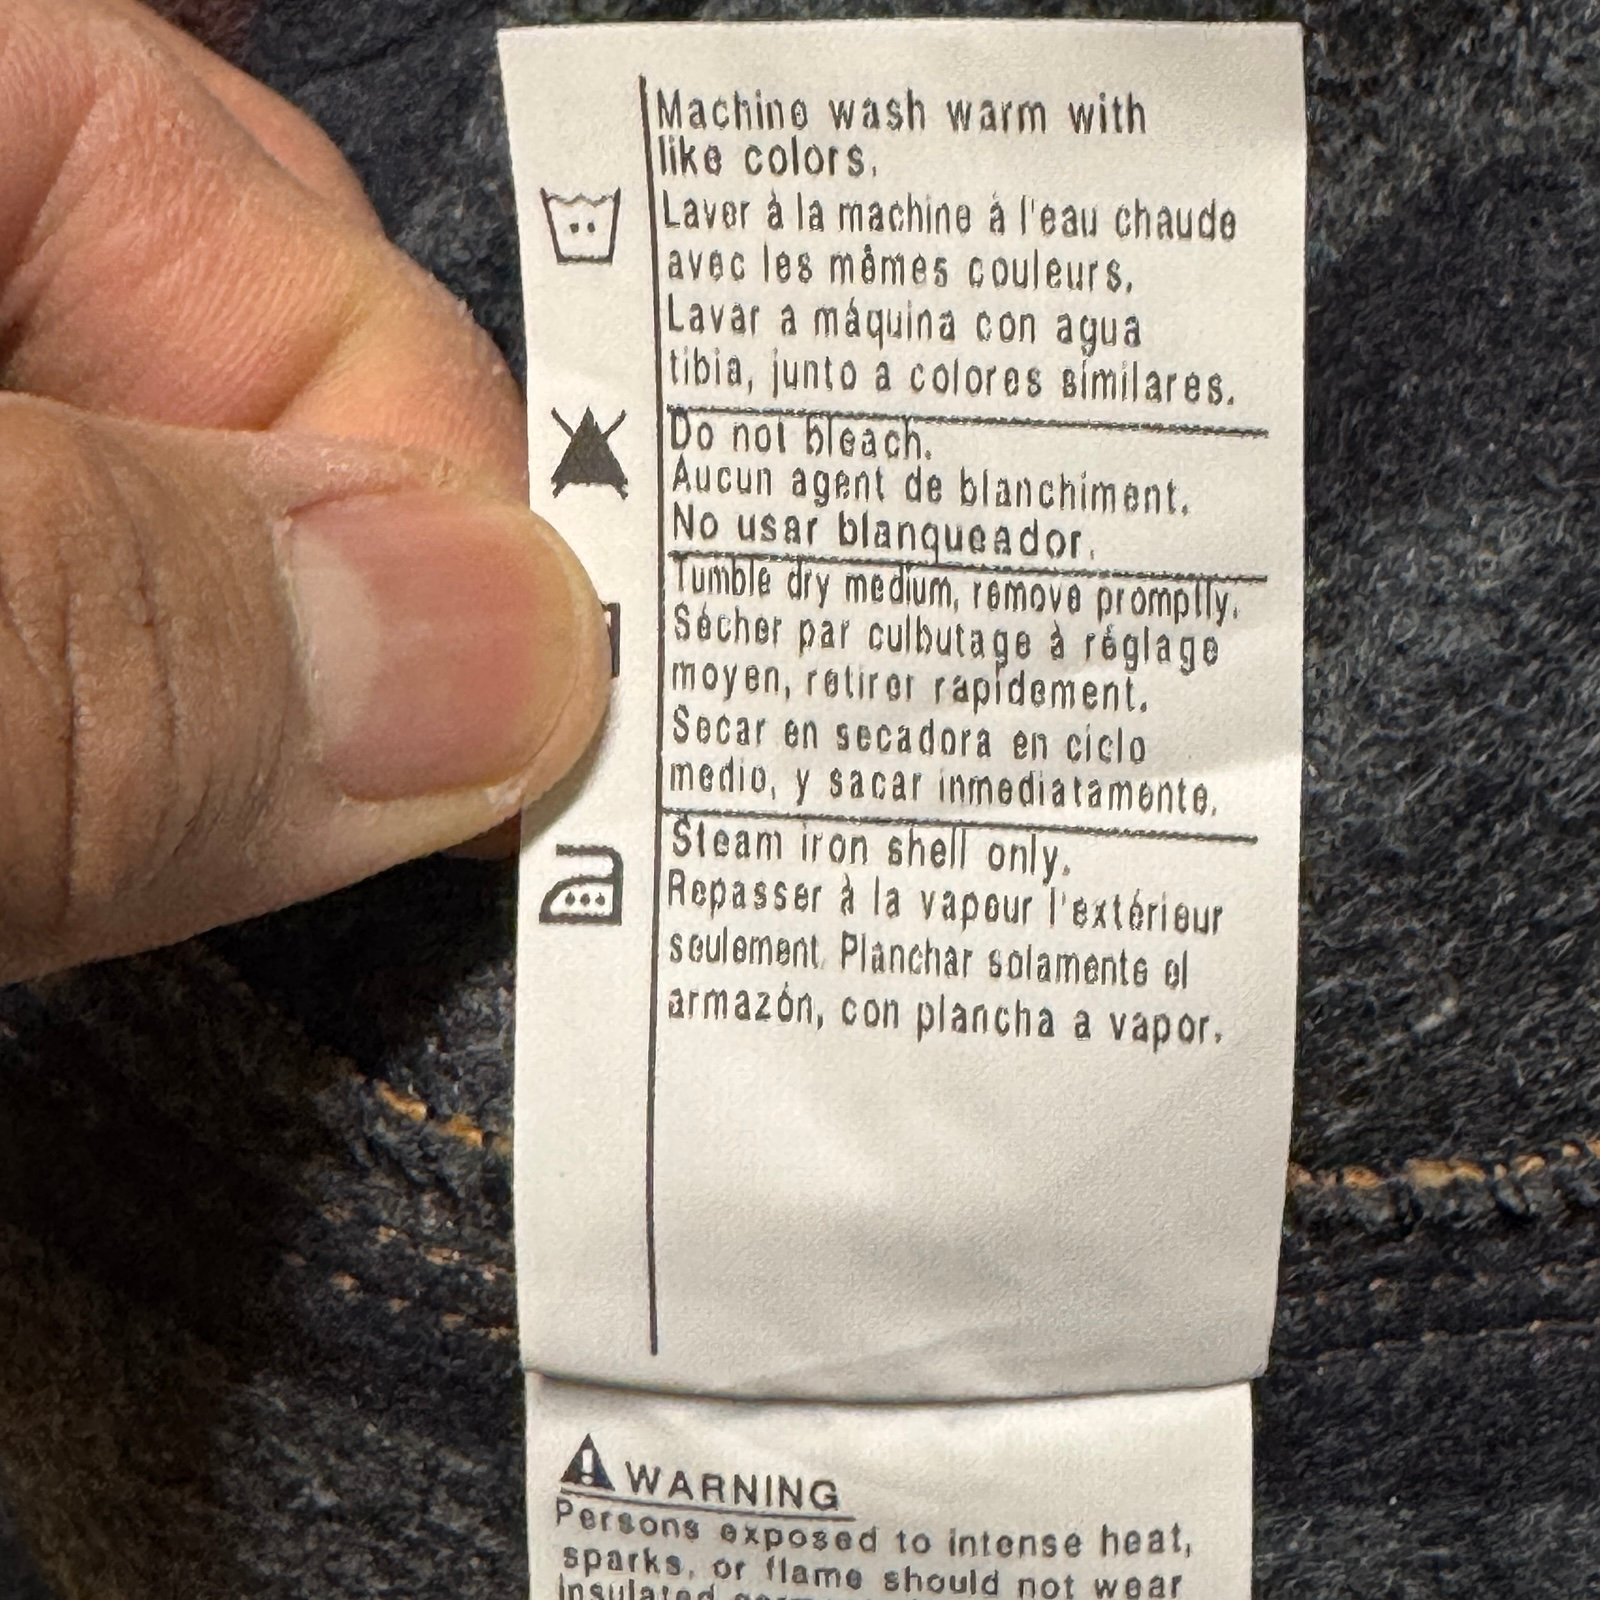 Machine wash warm with
like colors.
Laver à la machine à l'eau chaude
avec les mêmes couleurs.
Lavar a máquina con agua
tibia, junto a colores similares.
Do not bleach.
Aucun agent de blanchiment.
No usar blanqueador.
Tumble dry medium, remove promptly.
Sécher par culbutage à réglage
moyen, retirer rapidement.
Secar en secadora en ciclo
medio, y sacar inmediatamente.
Steam iron shell only.
Repasser à la vapeur l'extérieur
seulement. Planchar solamente el
armazón, con plancha a vapor.
WARNING
Persons exposed to intense heat,
sparks, or flame should not wear
insulated